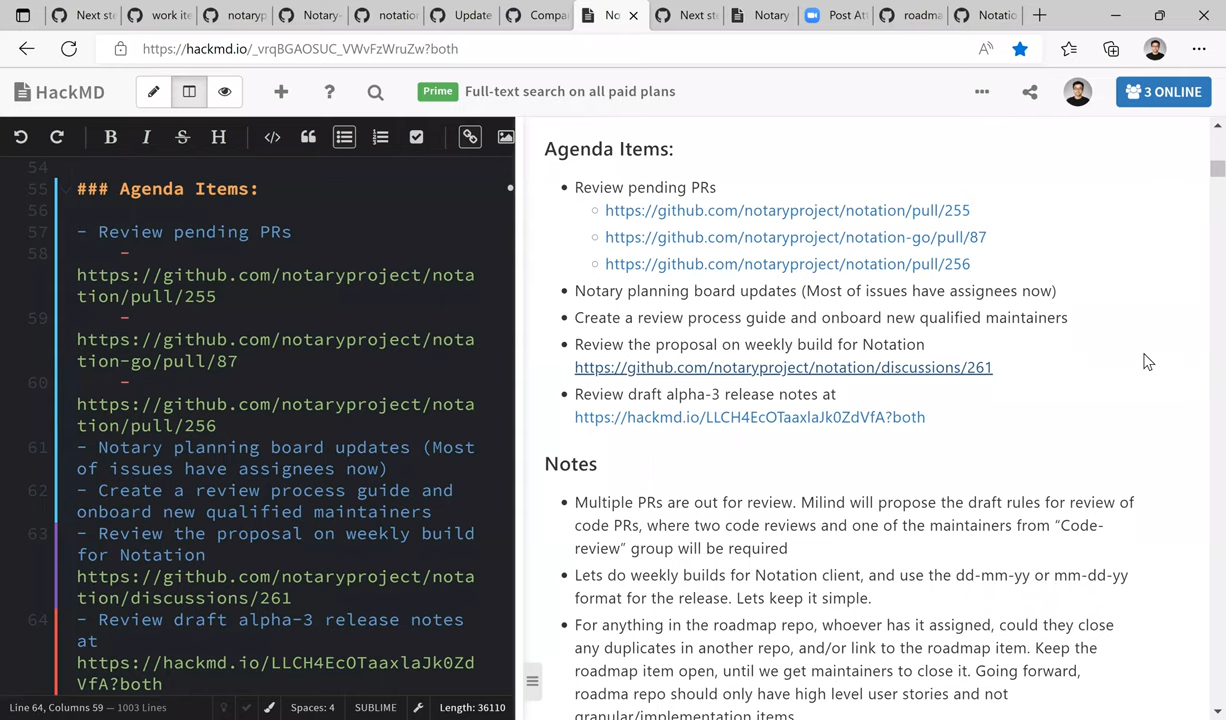 Next st
work ite
notaryp
Notary-
notatio
Update
Compa
No
Next st
Notary
Post Att
roadma
Notatio
https://hackmd.io/_vrqBGAOSUC_VWvFzWruZw?both
HackMD
Prime Full-text search on all paid plans
3 ONLINE
B I S H
54
55 ### Agenda Items:
56
57 - Review pending PRs
58 -
https://github.com/notaryproject/nota
tion/pull/255
59 -
https://github.com/notaryproject/nota
tion-go/pull/87
60 -
https://github.com/notaryproject/nota
tion/pull/256
61 - Notary planning board updates (Most
of issues have assignees now)
62 - Create a review process guide and
onboard new qualified maintainers
63 - Review the proposal on weekly build
for Notation
https://github.com/notaryproject/nota
tion/discussions/261
64 - Review draft alpha-3 release notes
at
https://hackmd.io/LLCH4EcOTaaxlaJk0Zd
VfA?both
Line 64, Columns 59 — 1003 Lines
Spaces: 4
SUBLIME
Length: 36110
Agenda Items:
• Review pending PRs
https://github.com/notaryproject/notation/pull/255
https://github.com/notaryproject/notation-go/pull/87
https://github.com/notaryproject/notation/pull/256
• Notary planning board updates (Most of issues have assignees now)
• Create a review process guide and onboard new qualified maintainers
• Review the proposal on weekly build for Notation
https://github.com/notaryproject/notation/discussions/261
• Review draft alpha-3 release notes at
https://hackmd.io/LLCH4EcOTaaxlaJk0ZdVfA?both
Notes
• Multiple PRs are out for review. Milind will propose the draft rules for review of
code PRs, where two code reviews and one of the maintainers from “Code-
review” group will be required
• Lets do weekly builds for Notation client, and use the dd-mm-yy or mm-dd-yy
format for the release. Lets keep it simple.
• For anything in the roadmap repo, whoever has it assigned, could they close
any duplicates in another repo, and/or link to the roadmap item. Keep the
roadmap item open, until we get maintainers to close it. Going forward,
roadma repo should only have high level user stories and not
granular/implementation items